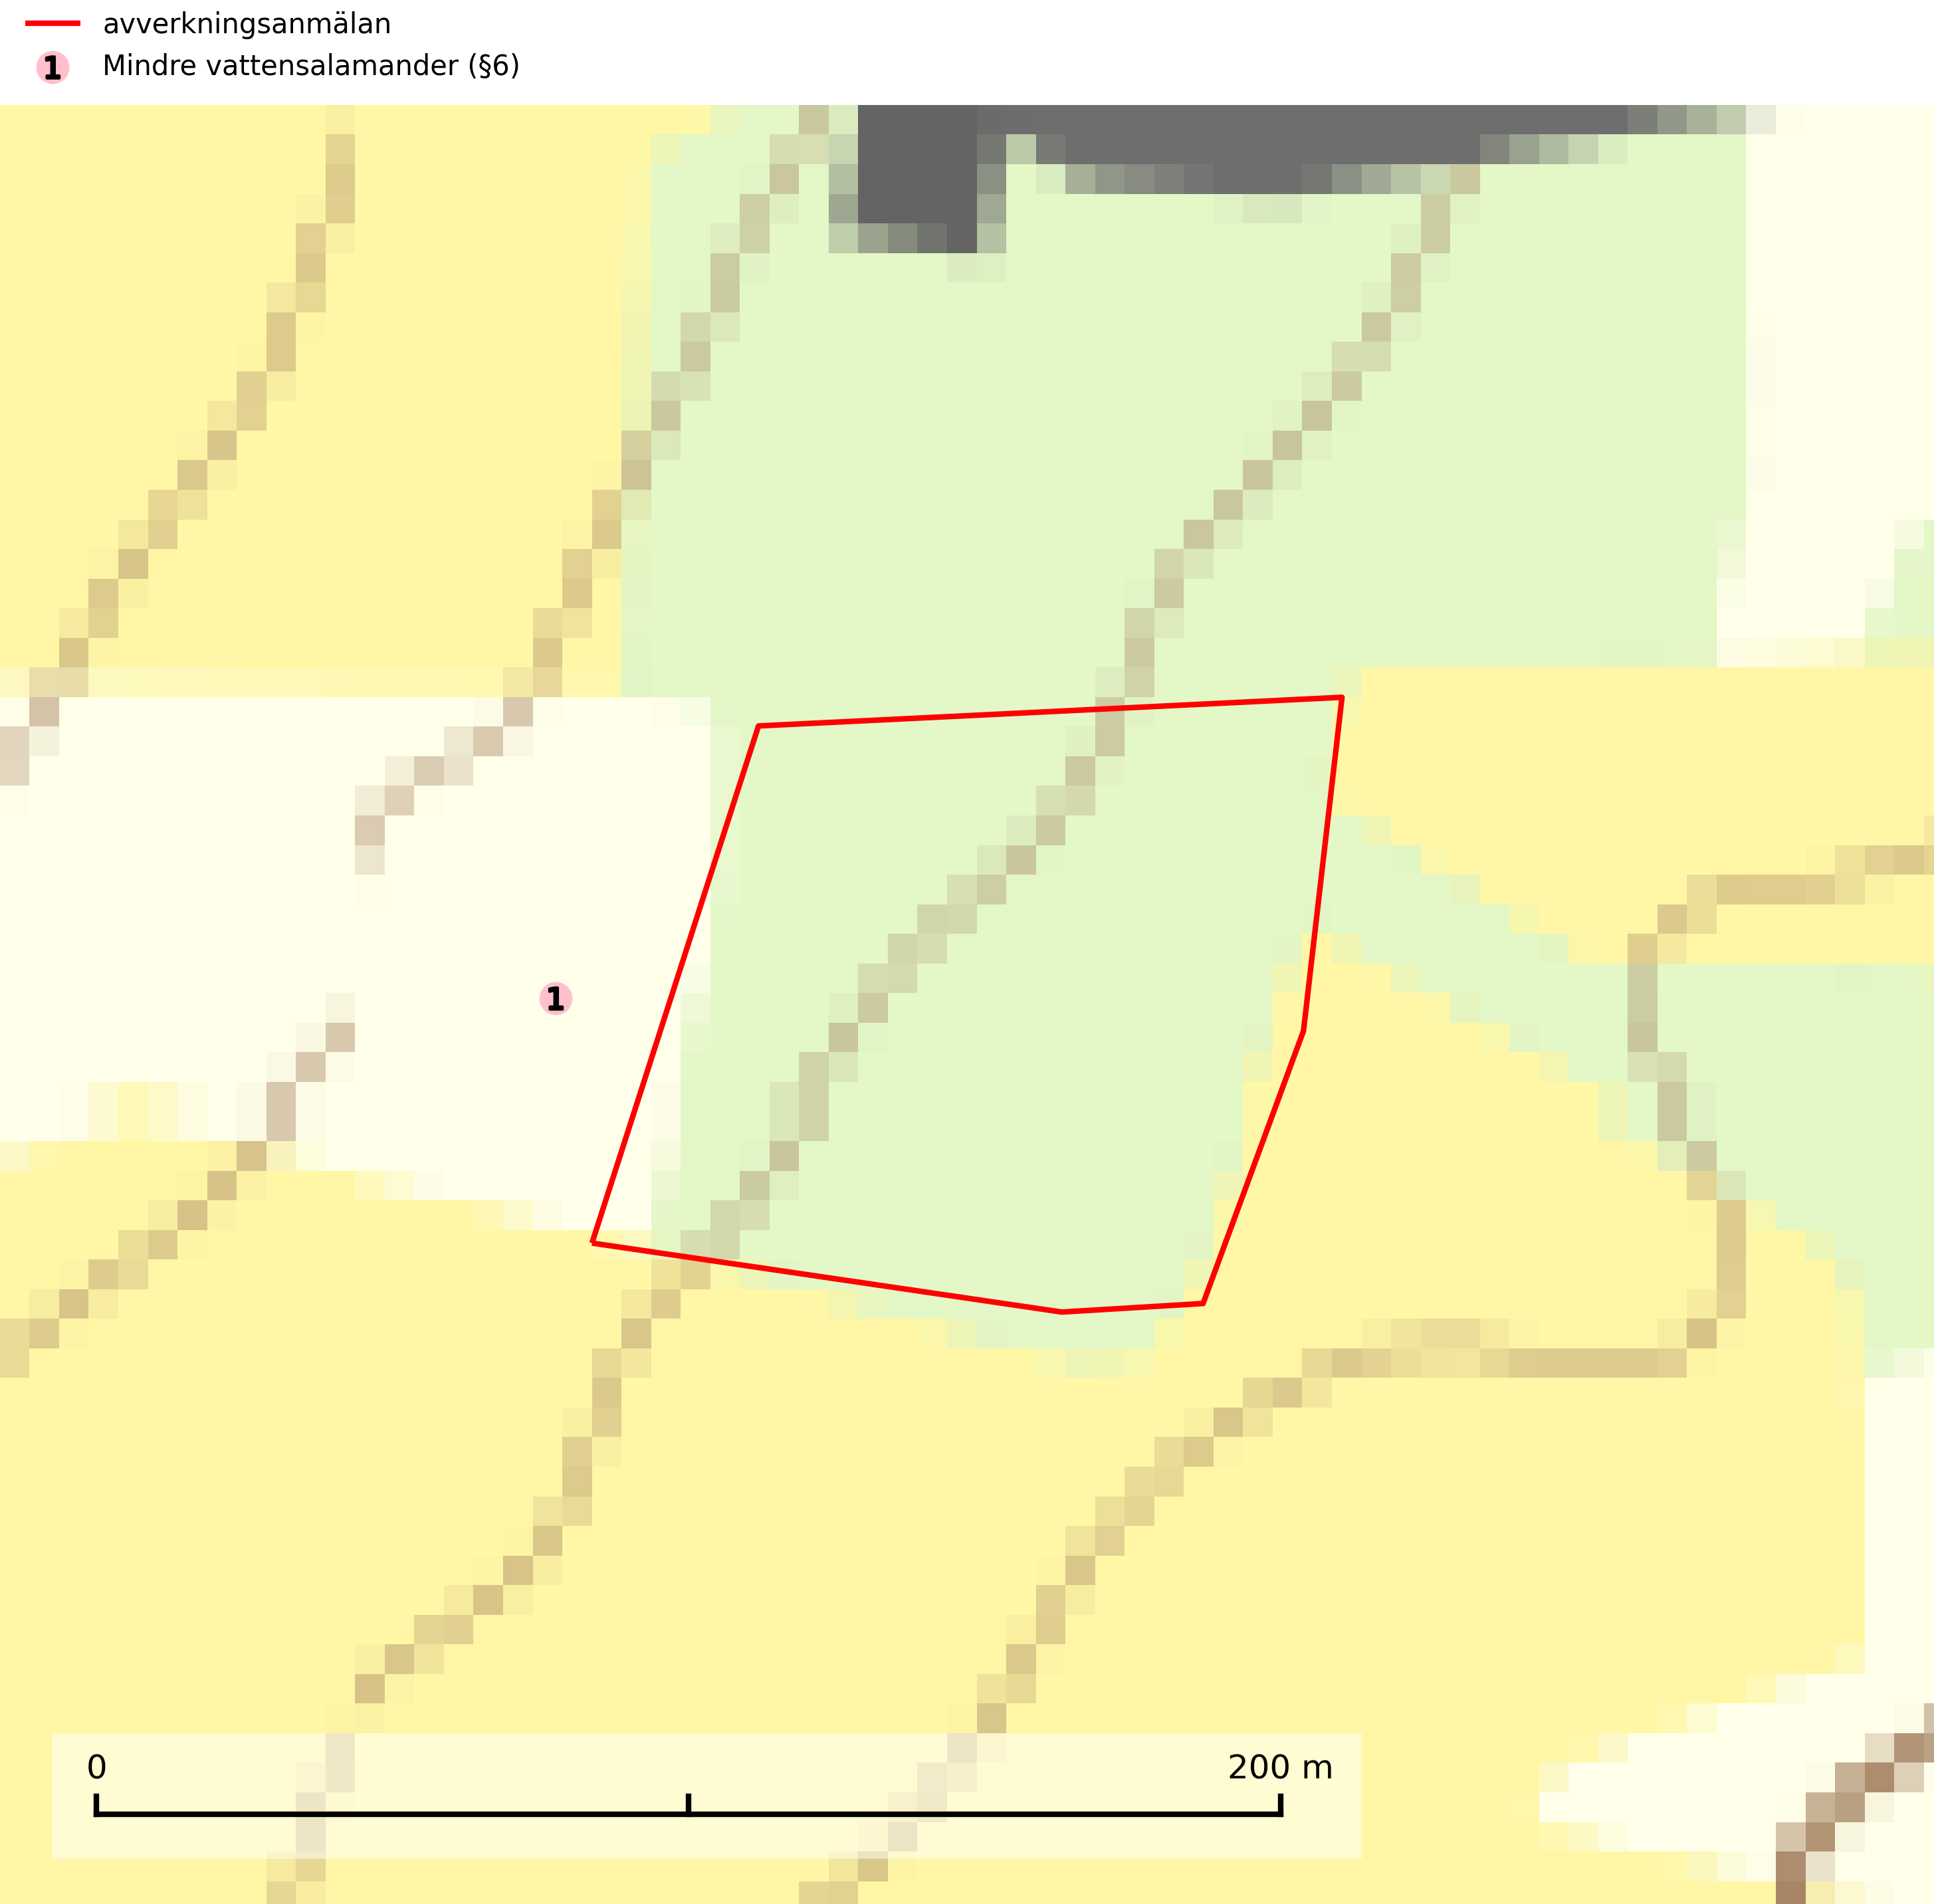 avverkningsanmälan
1 Mindre vattensalamander (§6)
1
0 200 m